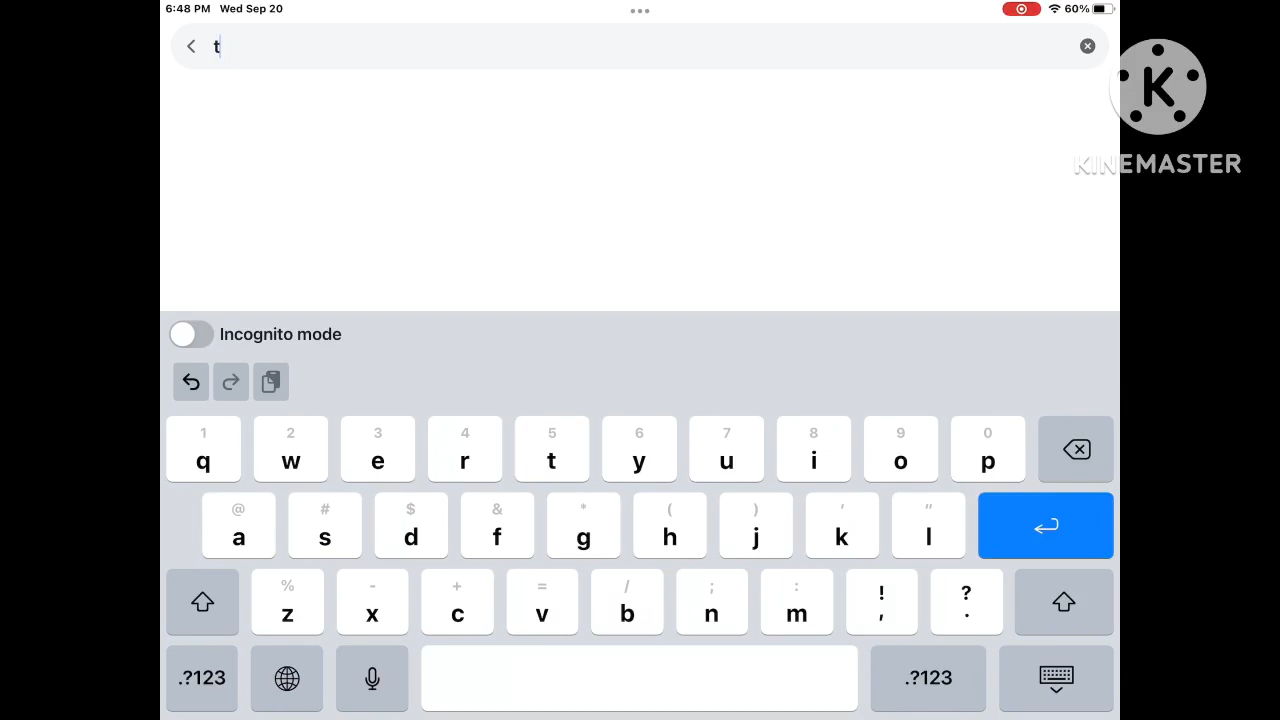 6:48 PM Wed Sep 20 60%
t
K
KINEMASTER
Incognito mode
1 2 3 4 5 6 7 8 9 0
q w e r t y u i o p
@ # $ & * ( ) ' "
a s d f g h j k l
% - + = / ; : ! ?
z x c v b n m , .
.?123 .?123